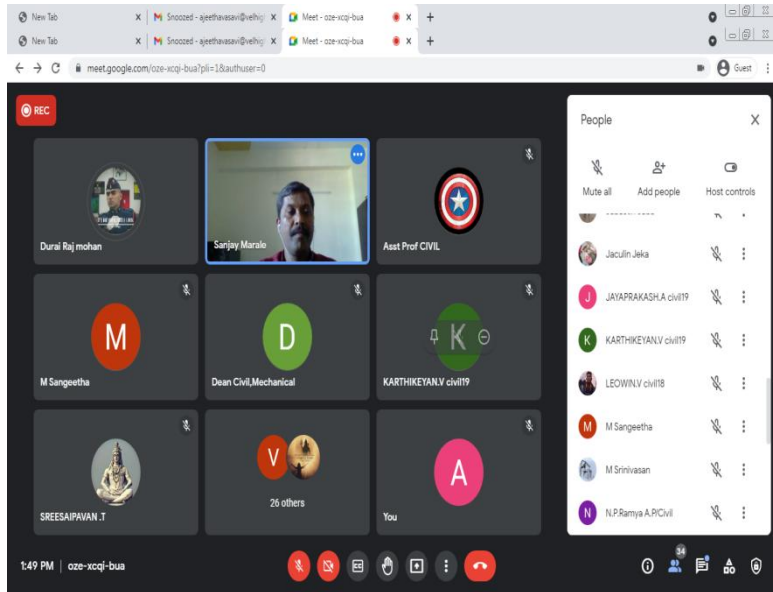 New Tab
Snoozed - ajeethavasavi@velhig
Meet - oze-xcqi-bua
New Tab
Snoozed - ajeethavasavi@velhig
Meet - oze-xcqi-bua
meet.google.com/oze-xcqi-bua?pli=1&authuser=0
Guest
REC
People
Mute all
Add people
Host controls
Durai Raj mohan
Sanjay Marale
Asst Prof CIVIL
Jaculin Jeka
J
JAYAPRAKASH.A civil19
M
D
K
K
KARTHIKEYAN.V civil19
M Sangeetha
Dean Civil,Mechanical
KARTHIKEYAN.V civil19
LEOWIN.V civil18
M
M Sangeetha
V
A
M Srinivasan
26 others
SREESAIPAVAN .T
You
N
N.P.Ramya A.P/Civil
34
1:49 PM | oze-xcqi-bua